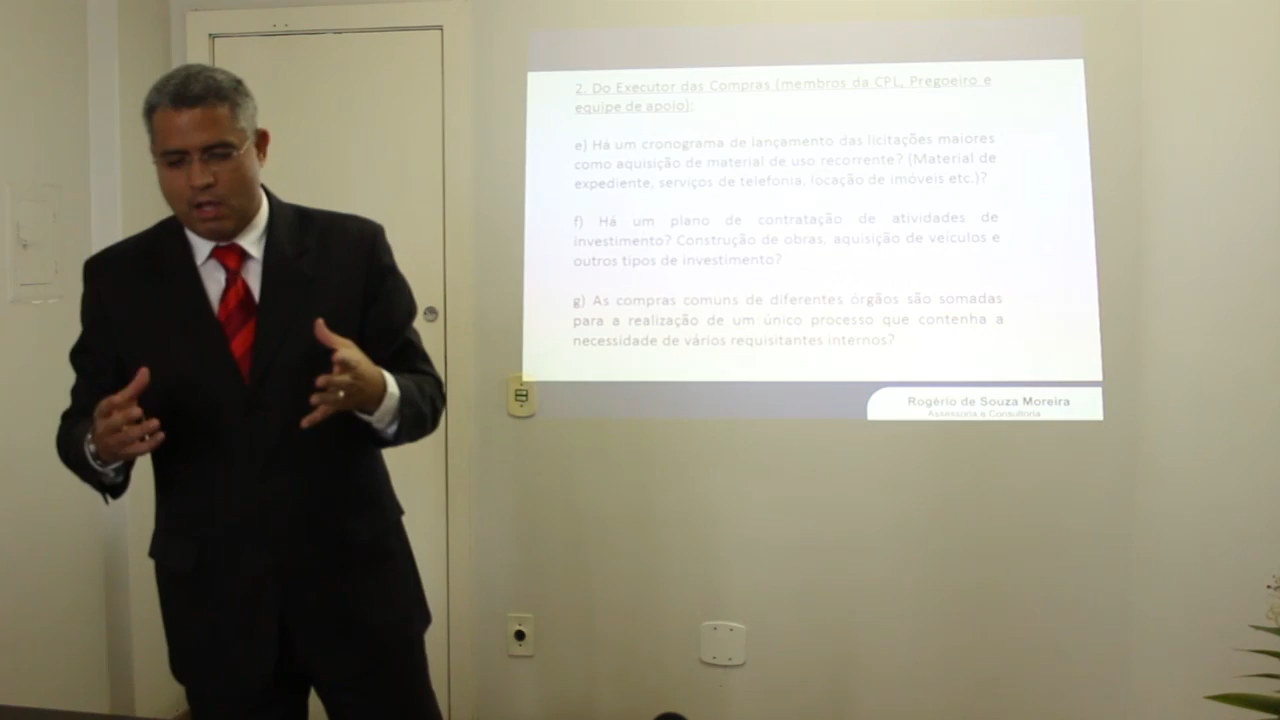 2. Do Executor das Compras (membros da CPL, Pregoeiro e
equipe de apoio):
e) Há um cronograma de lançamento das licitações maiores
como aquisição de material de uso recorrente? (Material de
expediente, serviços de telefonia, locação de imóveis etc.)?
f) Há um plano de contratação de atividades de
investimento? Construção de obras, aquisição de veículos e
outros tipos de investimento?
g) As compras comuns de diferentes órgãos são somadas
para a realização de um único processo que contenha a
necessidade de vários requisitantes internos?
Rogério de Souza Moreira
Assessoria e Consultoria